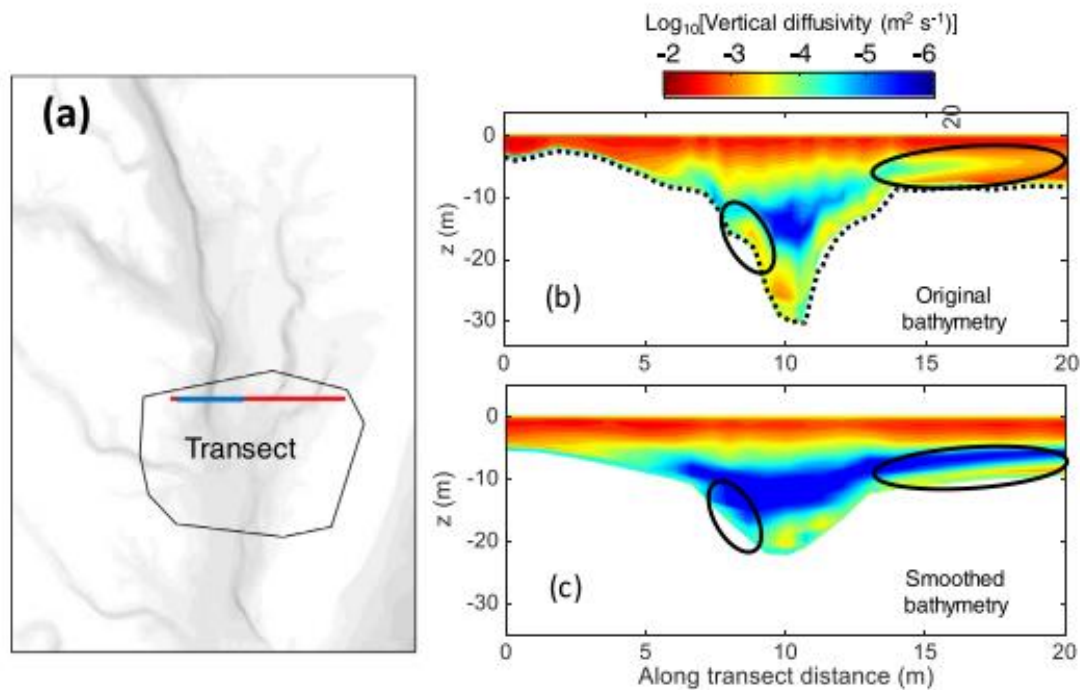 (a)
Transect
Log₁₀[Vertical diffusivity (m² s⁻¹)]
-2 -3 -4 -5 -6
20
0
-10
-20
-30
z (m)
(b)
Original
bathymetry
0 5 10 15 20
0
-10
-20
-30
z (m)
(c)
Smoothed
bathymetry
0 5 10 15 20
Along transect distance (m)